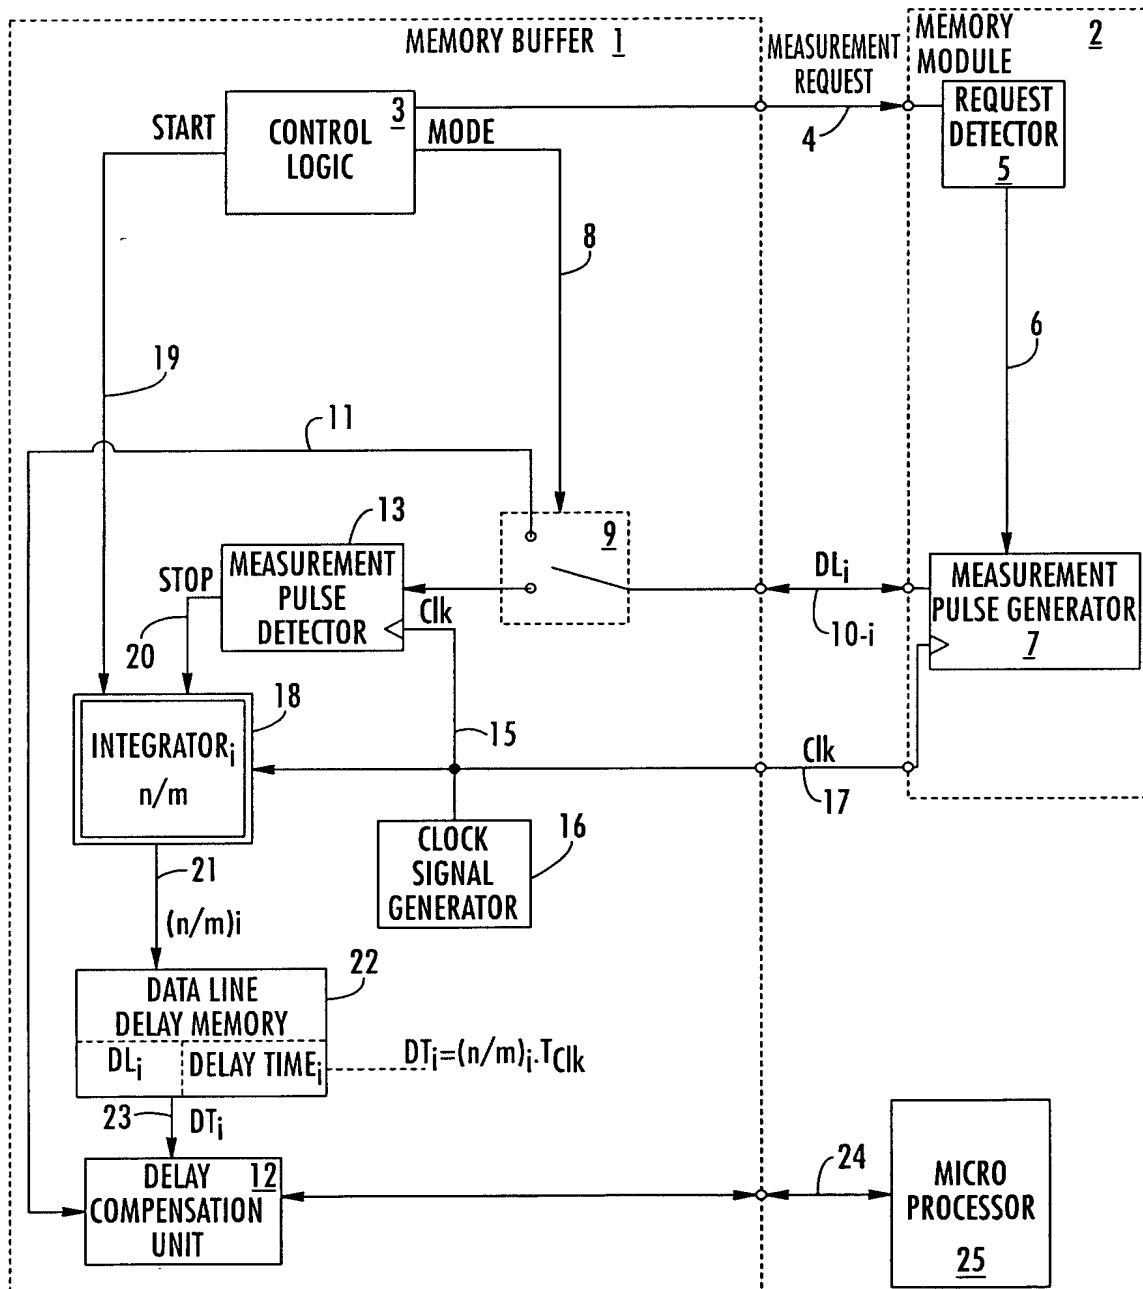 MEMORY BUFFER 1
MEASUREMENT
REQUEST
MEMORY
MODULE
2
START
CONTROL
LOGIC
3
MODE
4
REQUEST
DETECTOR
5
8
6
19
11
13
9
STOP
MEASUREMENT
PULSE
DETECTOR
Clk
20
DLi
10-i
MEASUREMENT
PULSE GENERATOR
7
18
INTEGRATORi
n/m
15
Clk
17
CLOCK
SIGNAL
GENERATOR
16
21
(n/m)i
22
DATA LINE
DELAY MEMORY
DLi
DELAY TIMEi
DTi=(n/m)i.TClk
23
DTi
DELAY
COMPENSATION
UNIT
12
24
MICRO
PROCESSOR
25